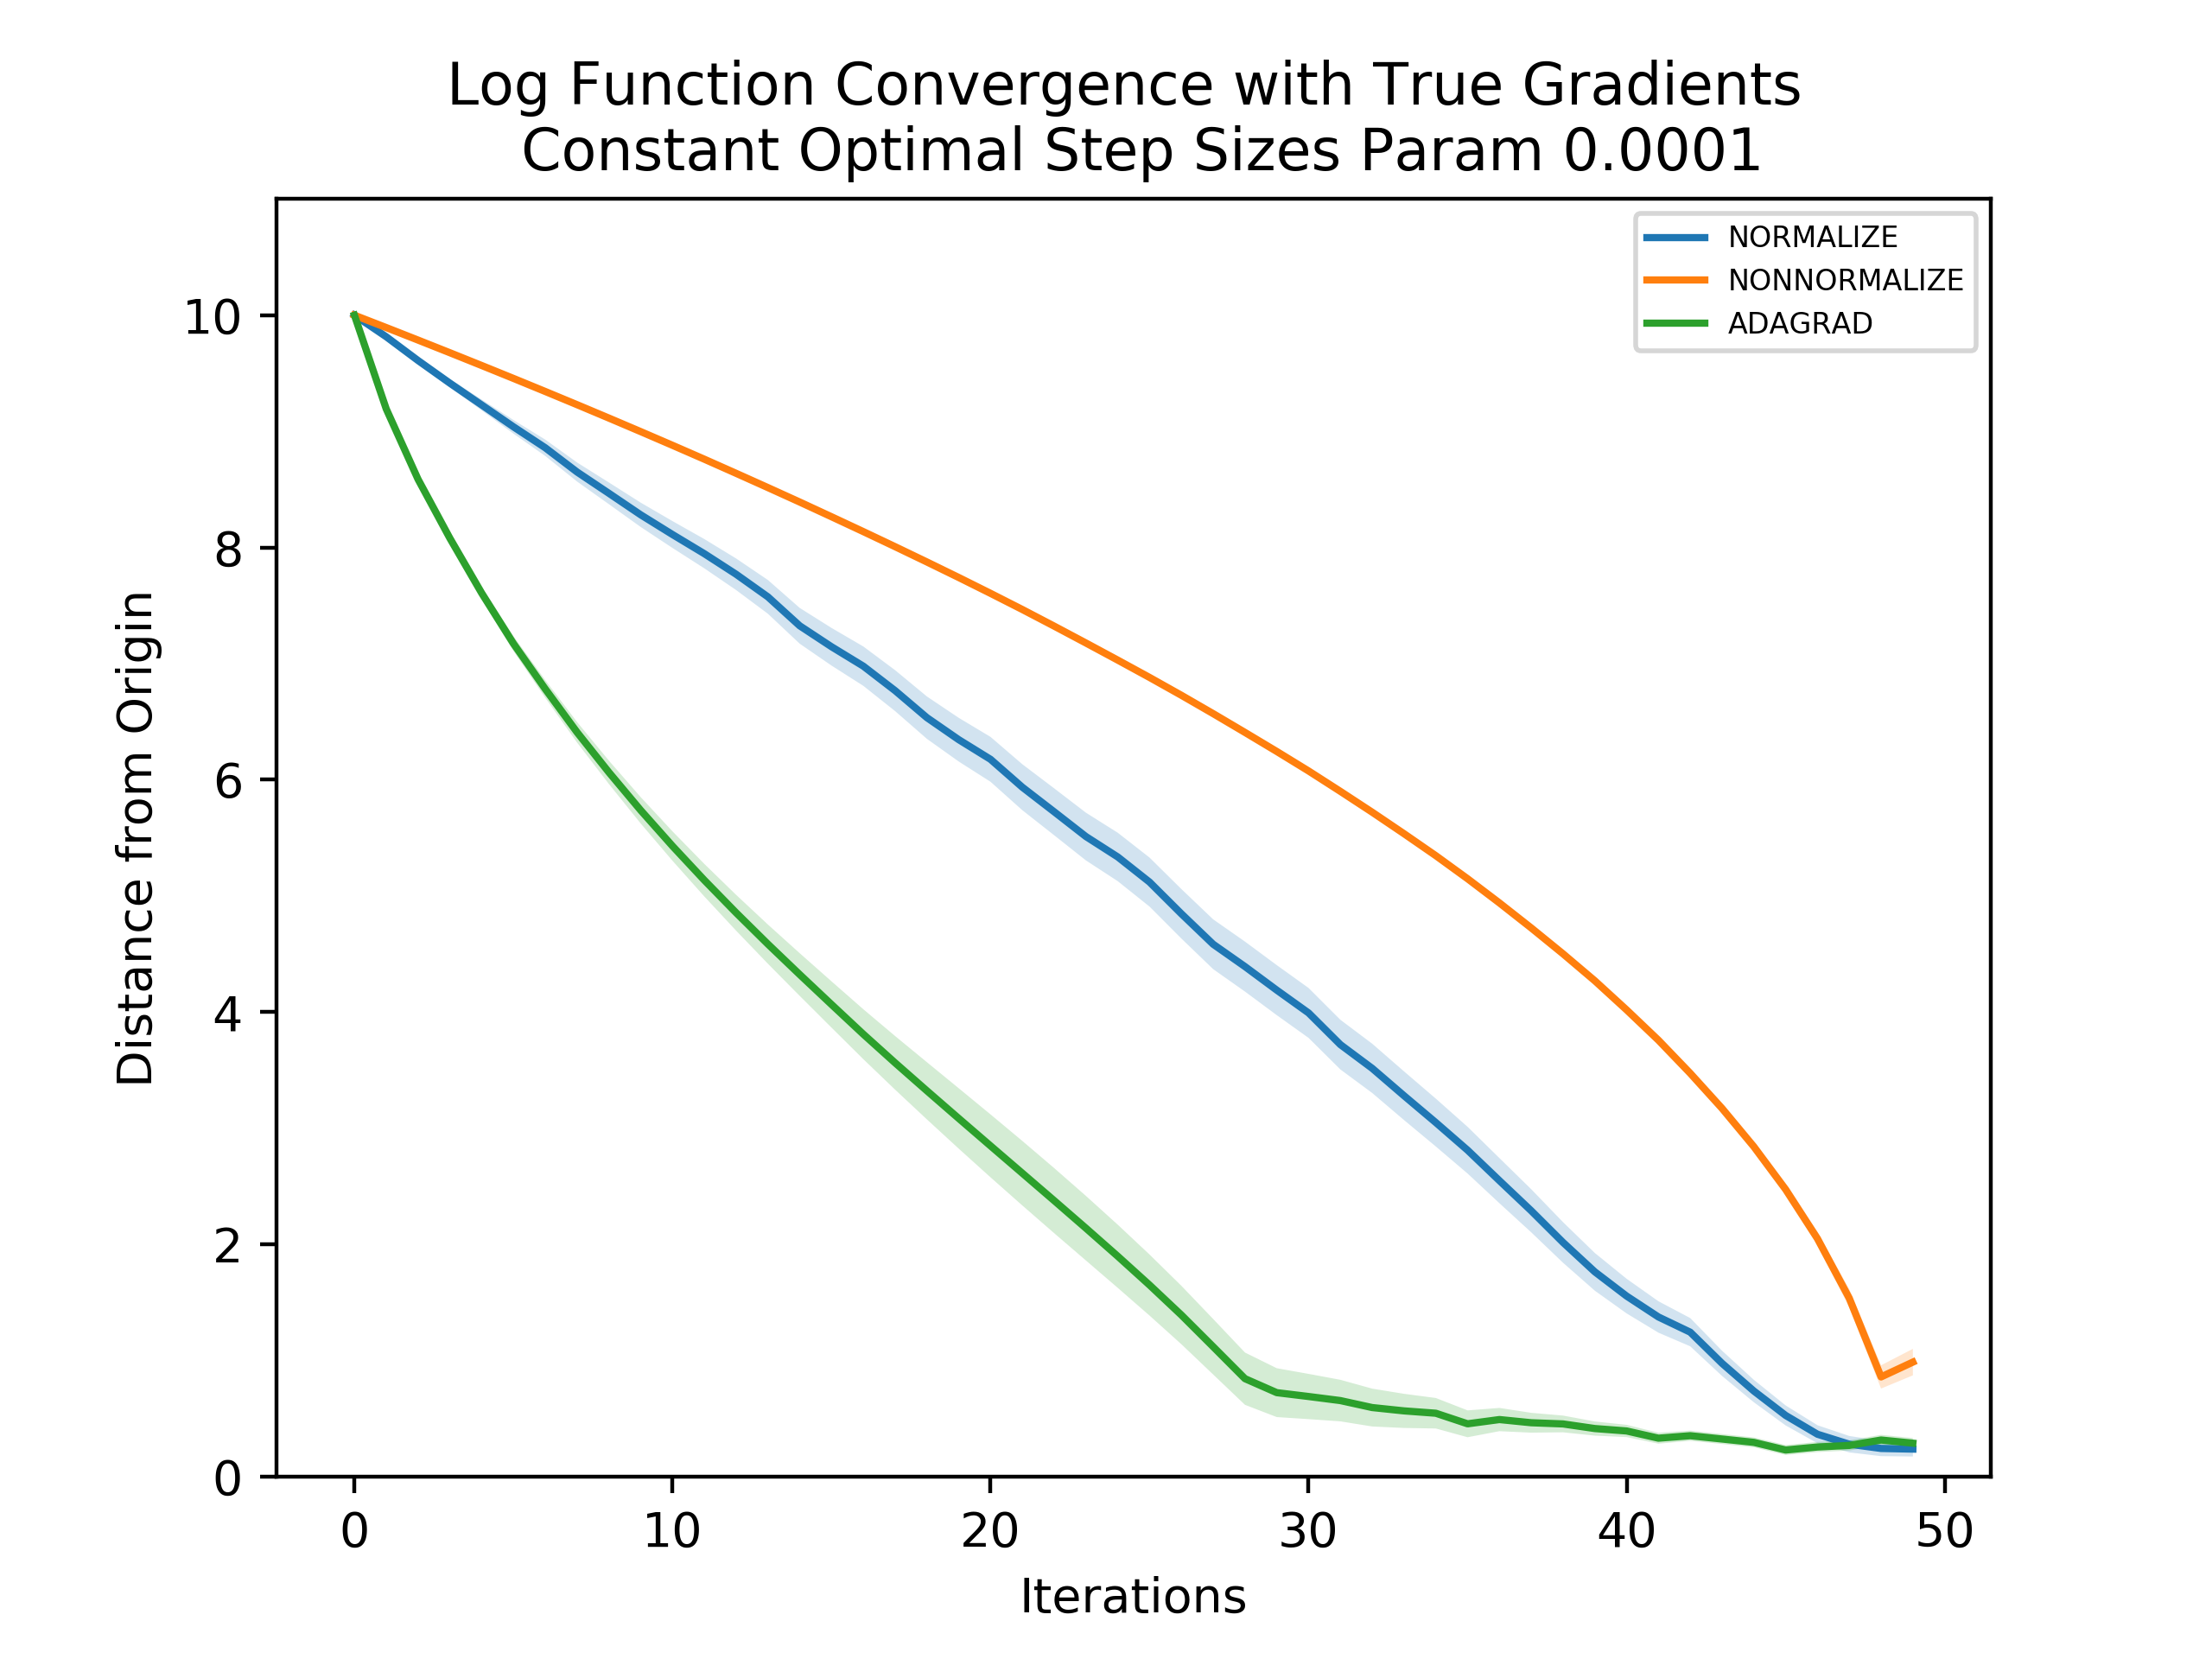 Log Function Convergence with True Gradients
Constant Optimal Step Sizes Param 0.0001
NORMALIZE
NONNORMALIZE
ADAGRAD
Distance from Origin
10
8
6
4
2
0
0 10 20 30 40 50
Iterations